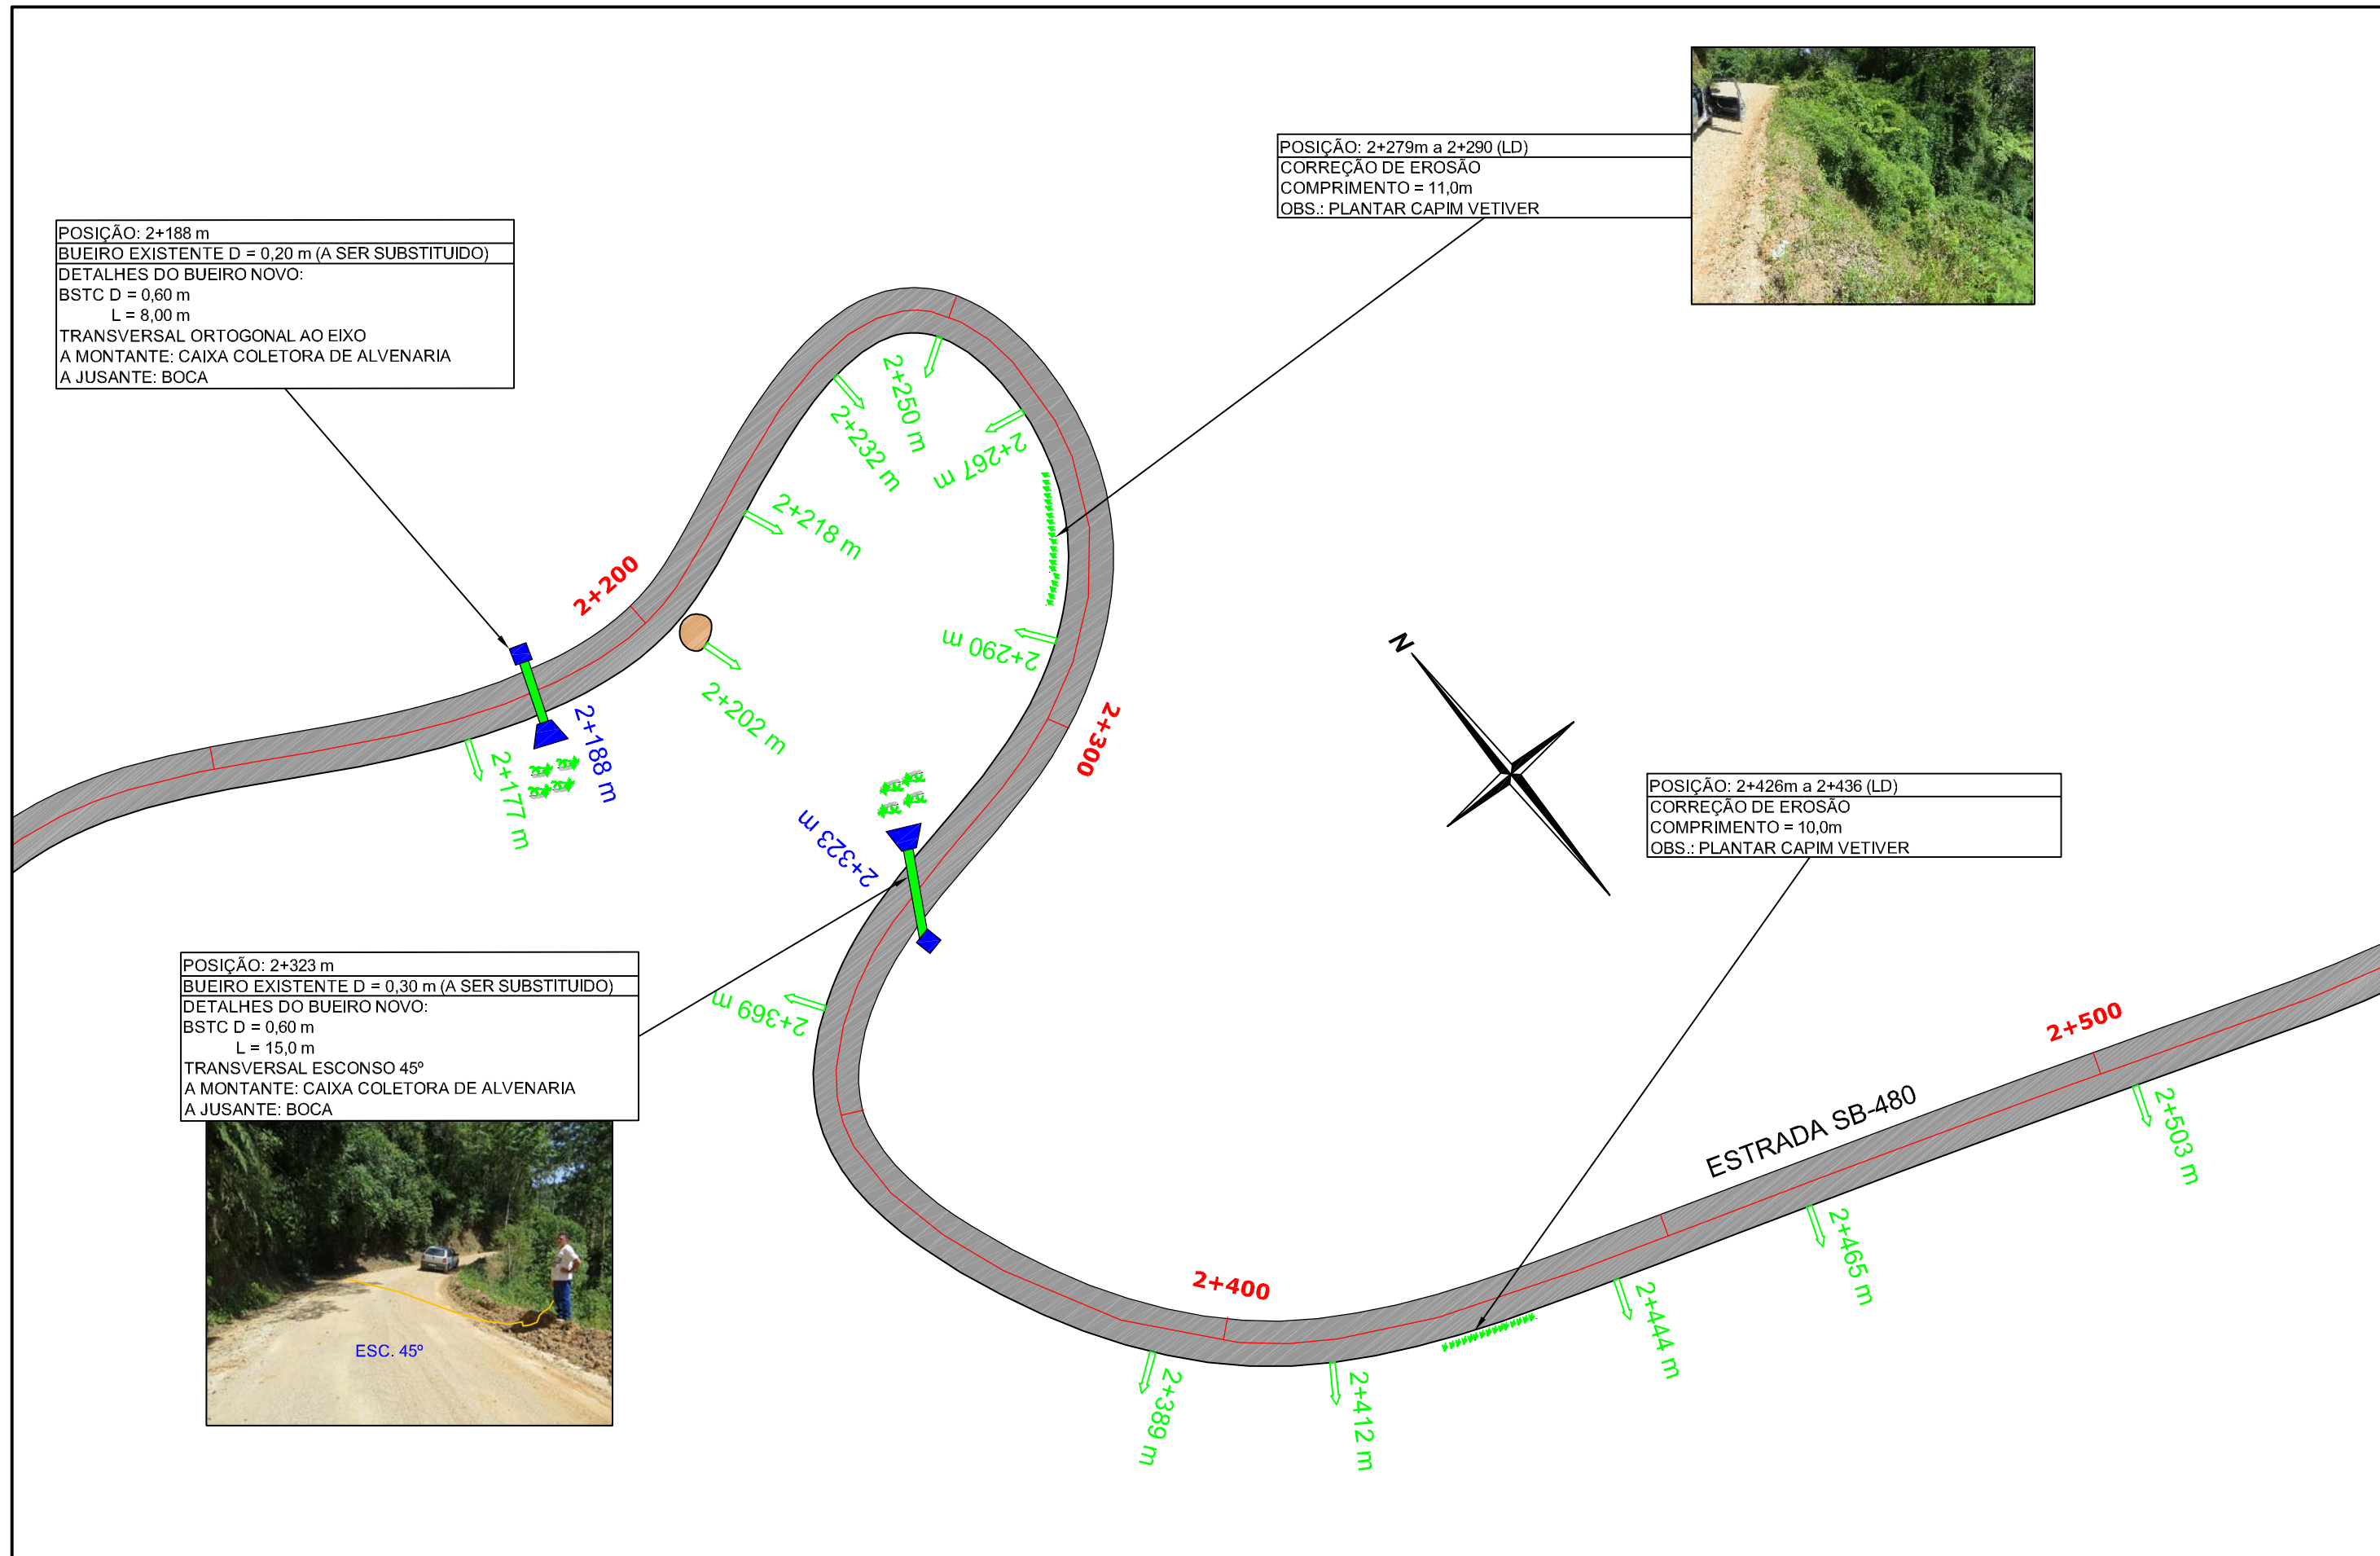 POSIÇÃO: 2+279m a 2+290 (LD)
CORREÇÃO DE EROSÃO
COMPRIMENTO = 11,0m
OBS.: PLANTAR CAPIM VETIVER
POSIÇÃO: 2+188 m
BUEIRO EXISTENTE D = 0,20 m (A SER SUBSTITUIDO)
DETALHES DO BUEIRO NOVO:
BSTC D = 0,60 m
L = 8,00 m
TRANSVERSAL ORTOGONAL AO EIXO
A MONTANTE: CAIXA COLETORA DE ALVENARIA
A JUSANTE: BOCA
2+250 m
2+232 m
2+267 m
2+218 m
2+200
2+290 m
N
2+202 m
2+188 m
2+177 m
2+300
2+323 m
POSIÇÃO: 2+426m a 2+436 (LD)
CORREÇÃO DE EROSÃO
COMPRIMENTO = 10,0m
OBS.: PLANTAR CAPIM VETIVER
POSIÇÃO: 2+323 m
BUEIRO EXISTENTE D = 0,30 m (A SER SUBSTITUIDO)
DETALHES DO BUEIRO NOVO:
BSTC D = 0,60 m
L = 15,0 m
TRANSVERSAL ESCONSO 45º
A MONTANTE: CAIXA COLETORA DE ALVENARIA
A JUSANTE: BOCA
2+369 m
2+500
ESTRADA SB-480
2+503 m
2+465 m
2+400
2+444 m
ESC. 45º
2+389 m
2+412 m